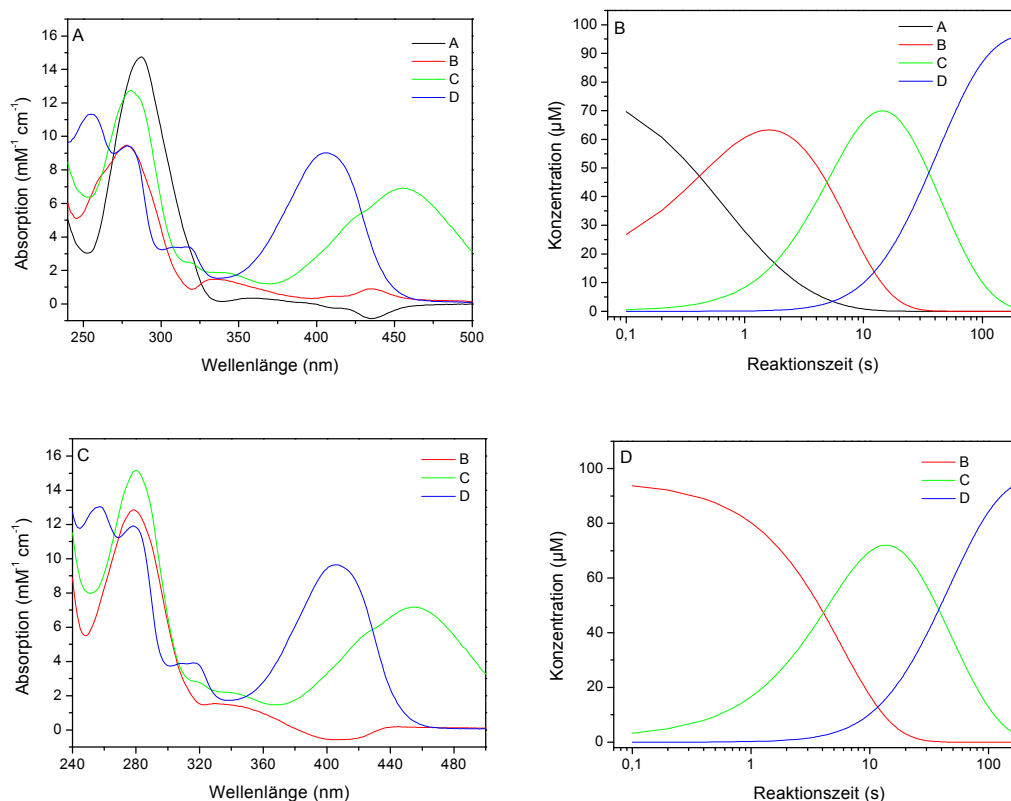 A
A
B
C
D
Absorption (mM⁻¹ cm⁻¹)
16
14
12
10
8
6
4
2
0
250 300 350 400 450 500
Wellenlänge (nm)
B
A
B
C
D
Konzentration (µM)
100
90
80
70
60
50
40
30
20
10
0
0,1 1 10 100
Reaktionszeit (s)
C
B
C
D
Absorption (mM⁻¹ cm⁻¹)
16
14
12
10
8
6
4
2
0
240 280 320 360 400 440 480
Wellenlänge (nm)
D
B
C
D
Konzentration (µM)
100
80
60
40
20
0
0,1 1 10 100
Reaktionszeit (s)